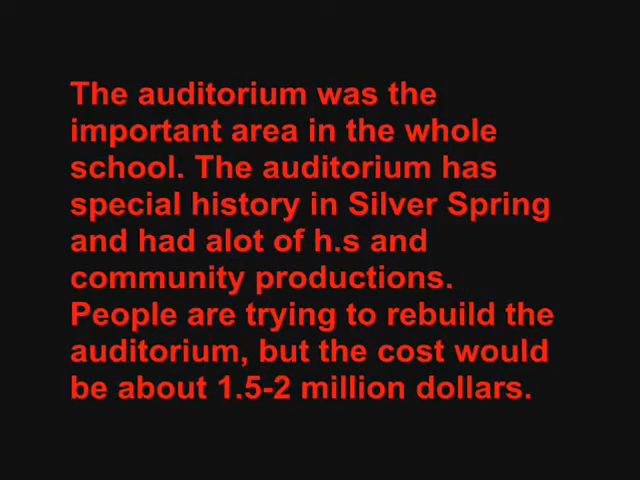 The auditorium was the
important area in the whole
school. The auditorium has
special history in Silver Spring
and had alot of h.s and
community productions.
People are trying to rebuild the
auditorium, but the cost would
be about 1.5-2 million dollars.